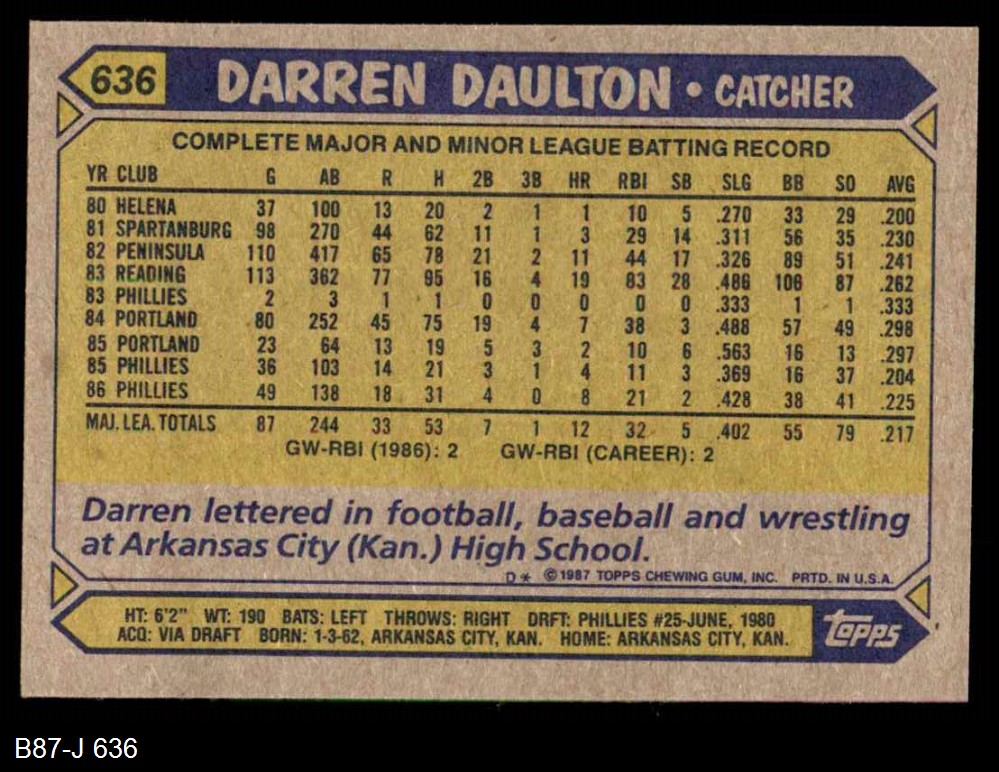 636 DARREN DAULTON • CATCHER
COMPLETE MAJOR AND MINOR LEAGUE BATTING RECORD
YR CLUB G AB R H 2B 3B HR RBI SB SLG BB SO AVG
80 HELENA 37 100 13 20 2 1 1 10 5 .270 33 29 .200
81 SPARTANBURG 98 270 44 62 11 1 3 29 14 .311 56 35 .230
82 PENINSULA 110 417 65 78 21 2 11 44 17 .326 89 51 .241
83 READING 113 362 77 95 16 4 19 83 28 .486 106 87 .262
83 PHILLIES 2 3 1 1 0 0 0 0 0 .333 1 1 .333
84 PORTLAND 80 252 45 75 19 4 7 38 3 .488 57 49 .298
85 PORTLAND 23 64 13 19 5 3 2 10 6 .563 16 13 .297
85 PHILLIES 36 103 14 21 3 1 4 11 3 .369 16 37 .204
86 PHILLIES 49 138 18 31 4 0 8 21 2 .428 38 41 .225
MAJ. LEA. TOTALS 87 244 33 53 7 1 12 32 5 .402 55 79 .217
GW-RBI (1986): 2 GW-RBI (CAREER): 2
Darren lettered in football, baseball and wrestling
at Arkansas City (Kan.) High School.
D* ©1987 TOPPS CHEWING GUM, INC. PRTD. IN U.S.A.
HT: 6'2" WT: 190 BATS: LEFT THROWS: RIGHT DRFT: PHILLIES #25-JUNE, 1980
ACQ: VIA DRAFT BORN: 1-3-62, ARKANSAS CITY, KAN. HOME: ARKANSAS CITY, KAN.
topps
B87-J 636